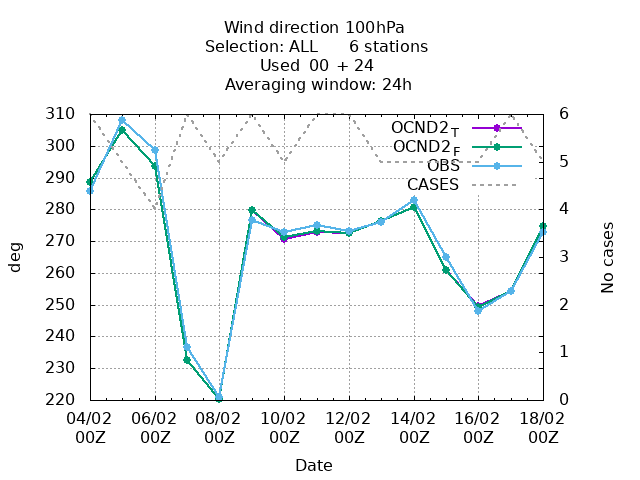 Wind direction 100hPa
Selection: ALL 6 stations
Used 00 + 24
Averaging window: 24h
310
300
290
280
270
260
250
240
230
220
deg
6
5
4
3
2
1
0
No cases
OCND2T
OCND2F
OBS
CASES
04/02 06/02 08/02 10/02 12/02 14/02 16/02 18/02
00Z 00Z 00Z 00Z 00Z 00Z 00Z 00Z
Date